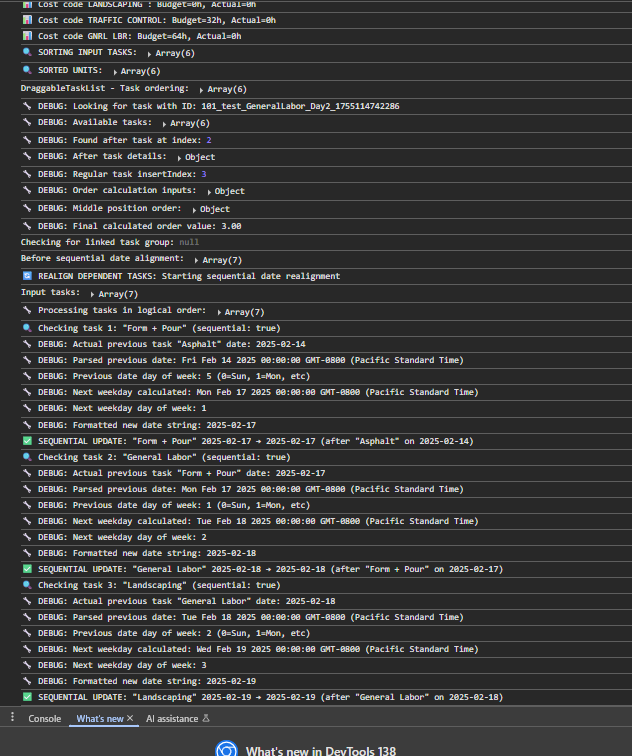 Cost code LANDSCAPING : Budget=0h, Actual=0h
Cost code TRAFFIC CONTROL: Budget=32h, Actual=0h
Cost code GNRL LBR: Budget=64h, Actual=0h
SORTING INPUT TASKS: ▸ Array(6)
SORTED UNITS: ▸ Array(6)
DraggableTaskList - Task ordering: ▸ Array(6)
DEBUG: Looking for task with ID: 101_test_GeneralLabor_Day2_1755114742286
DEBUG: Available tasks: ▸ Array(6)
DEBUG: Found after task at index: 2
DEBUG: After task details: ▸ Object
DEBUG: Regular task insertIndex: 3
DEBUG: Order calculation inputs: ▸ Object
DEBUG: Middle position order: ▸ Object
DEBUG: Final calculated order value: 3.00
Checking for linked task group: null
Before sequential date alignment: ▸ Array(7)
REALIGN DEPENDENT TASKS: Starting sequential date realignment
Input tasks: ▸ Array(7)
Processing tasks in logical order: ▸ Array(7)
Checking task 1: "Form + Pour" (sequential: true)
DEBUG: Actual previous task "Asphalt" date: 2025-02-14
DEBUG: Parsed previous date: Fri Feb 14 2025 00:00:00 GMT-0800 (Pacific Standard Time)
DEBUG: Previous date day of week: 5 (0=Sun, 1=Mon, etc)
DEBUG: Next weekday calculated: Mon Feb 17 2025 00:00:00 GMT-0800 (Pacific Standard Time)
DEBUG: Next weekday day of week: 1
DEBUG: Formatted new date string: 2025-02-17
✅ SEQUENTIAL UPDATE: "Form + Pour" 2025-02-17 → 2025-02-17 (after "Asphalt" on 2025-02-14)
Checking task 2: "General Labor" (sequential: true)
DEBUG: Actual previous task "Form + Pour" date: 2025-02-17
DEBUG: Parsed previous date: Mon Feb 17 2025 00:00:00 GMT-0800 (Pacific Standard Time)
DEBUG: Previous date day of week: 1 (0=Sun, 1=Mon, etc)
DEBUG: Next weekday calculated: Tue Feb 18 2025 00:00:00 GMT-0800 (Pacific Standard Time)
DEBUG: Next weekday day of week: 2
DEBUG: Formatted new date string: 2025-02-18
✅ SEQUENTIAL UPDATE: "General Labor" 2025-02-18 → 2025-02-18 (after "Form + Pour" on 2025-02-17)
Checking task 3: "Landscaping" (sequential: true)
DEBUG: Actual previous task "General Labor" date: 2025-02-18
DEBUG: Parsed previous date: Tue Feb 18 2025 00:00:00 GMT-0800 (Pacific Standard Time)
DEBUG: Previous date day of week: 2 (0=Sun, 1=Mon, etc)
DEBUG: Next weekday calculated: Wed Feb 19 2025 00:00:00 GMT-0800 (Pacific Standard Time)
DEBUG: Next weekday day of week: 3
DEBUG: Formatted new date string: 2025-02-19
✅ SEQUENTIAL UPDATE: "Landscaping" 2025-02-19 → 2025-02-19 (after "General Labor" on 2025-02-18)
Console What's new × AI assistance
What's new in DevTools 138